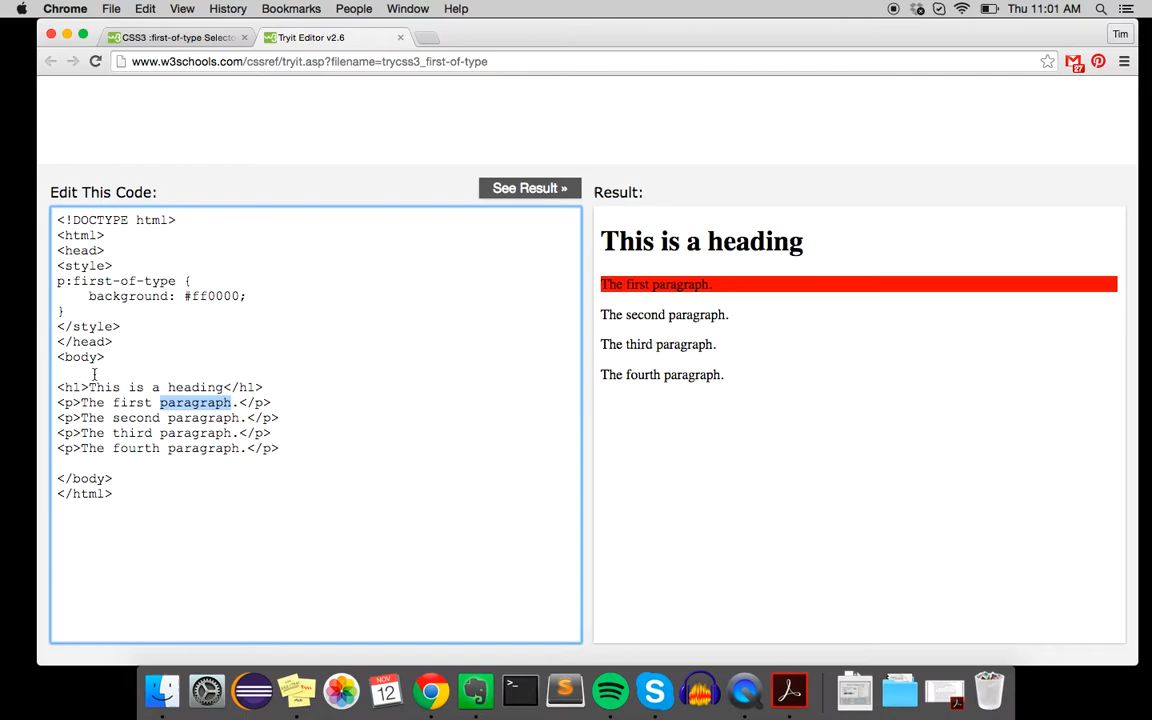 Chrome File Edit View History Bookmarks People Window Help Thu 11:01 AM
CSS3 :first-of-type Selecto Tryit Editor v2.6 Tim
www.w3schools.com/cssref/tryit.asp?filename=trycss3_first-of-type 27
Edit This Code:
See Result »
<!DOCTYPE html>
<html>
<head>
<style>
p:first-of-type {
background: #ff0000;
}
</style>
</head>
<body>
<h1>This is a heading</h1>
<p>The first paragraph.</p>
<p>The second paragraph.</p>
<p>The third paragraph.</p>
<p>The fourth paragraph.</p>
</body>
</html>
Result:
This is a heading
The first paragraph.
The second paragraph.
The third paragraph.
The fourth paragraph.
NOV
12